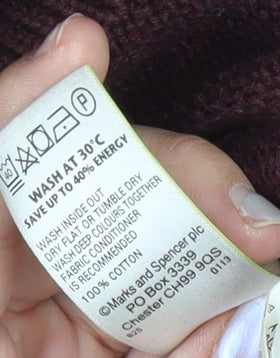 40 P
WASH AT 30°C
SAVE UP TO 40% ENERGY
WASH INSIDE OUT
DRY FLAT OR TUMBLE DRY
WASH DEEP COLOURS TOGETHER
FABRIC CONDITIONER
IS RECOMMENDED
100% COTTON
©Marks and Spencer plc
PO BOX 3339
Chester CH99 9QS
825 0113